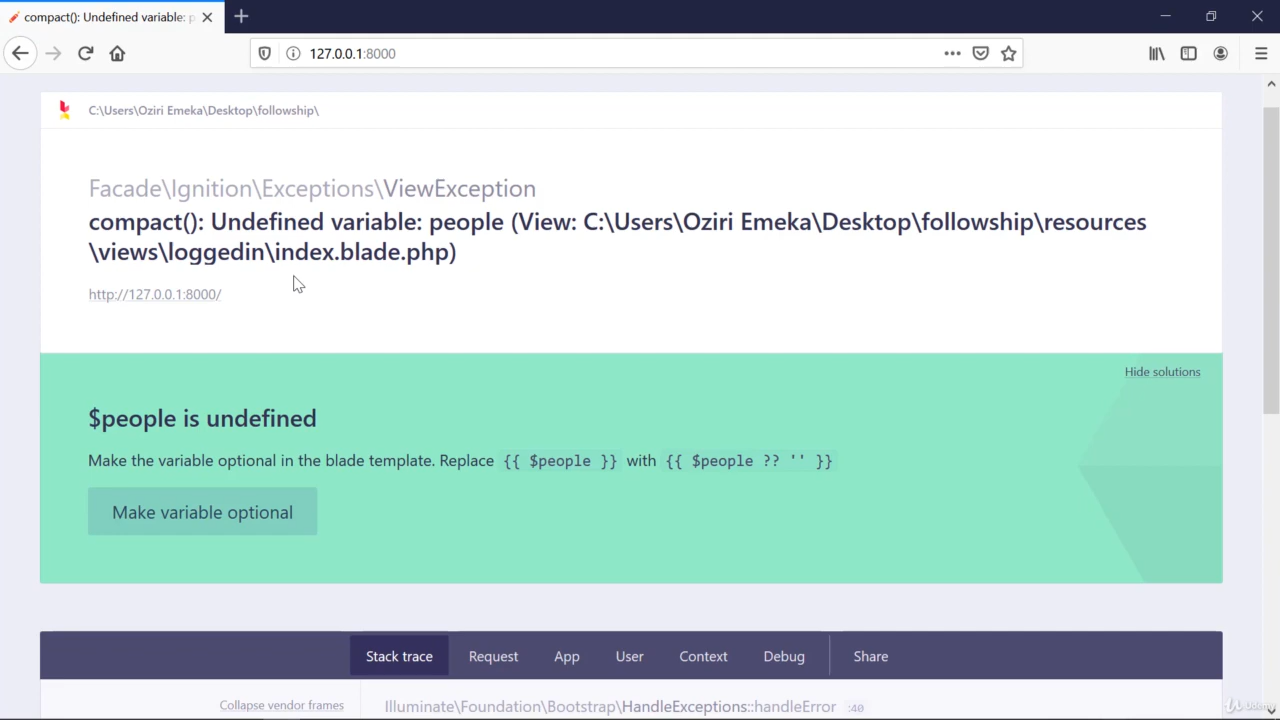 compact(): Undefined variable: p
127.0.0.1:8000
C:\Users\Oziri Emeka\Desktop\followship\
Facade\Ignition\Exceptions\ViewException
compact(): Undefined variable: people (View: C:\Users\Oziri Emeka\Desktop\followship\resources
\views\loggedin\index.blade.php)
http://127.0.0.1:8000/
Hide solutions
$people is undefined
Make the variable optional in the blade template. Replace {{ $people }} with {{ $people ?? '' }}
Make variable optional
Stack trace Request App User Context Debug Share
Collapse vendor frames
Illuminate\Foundation\Bootstrap\HandleExceptions::handleError :40
Udemy